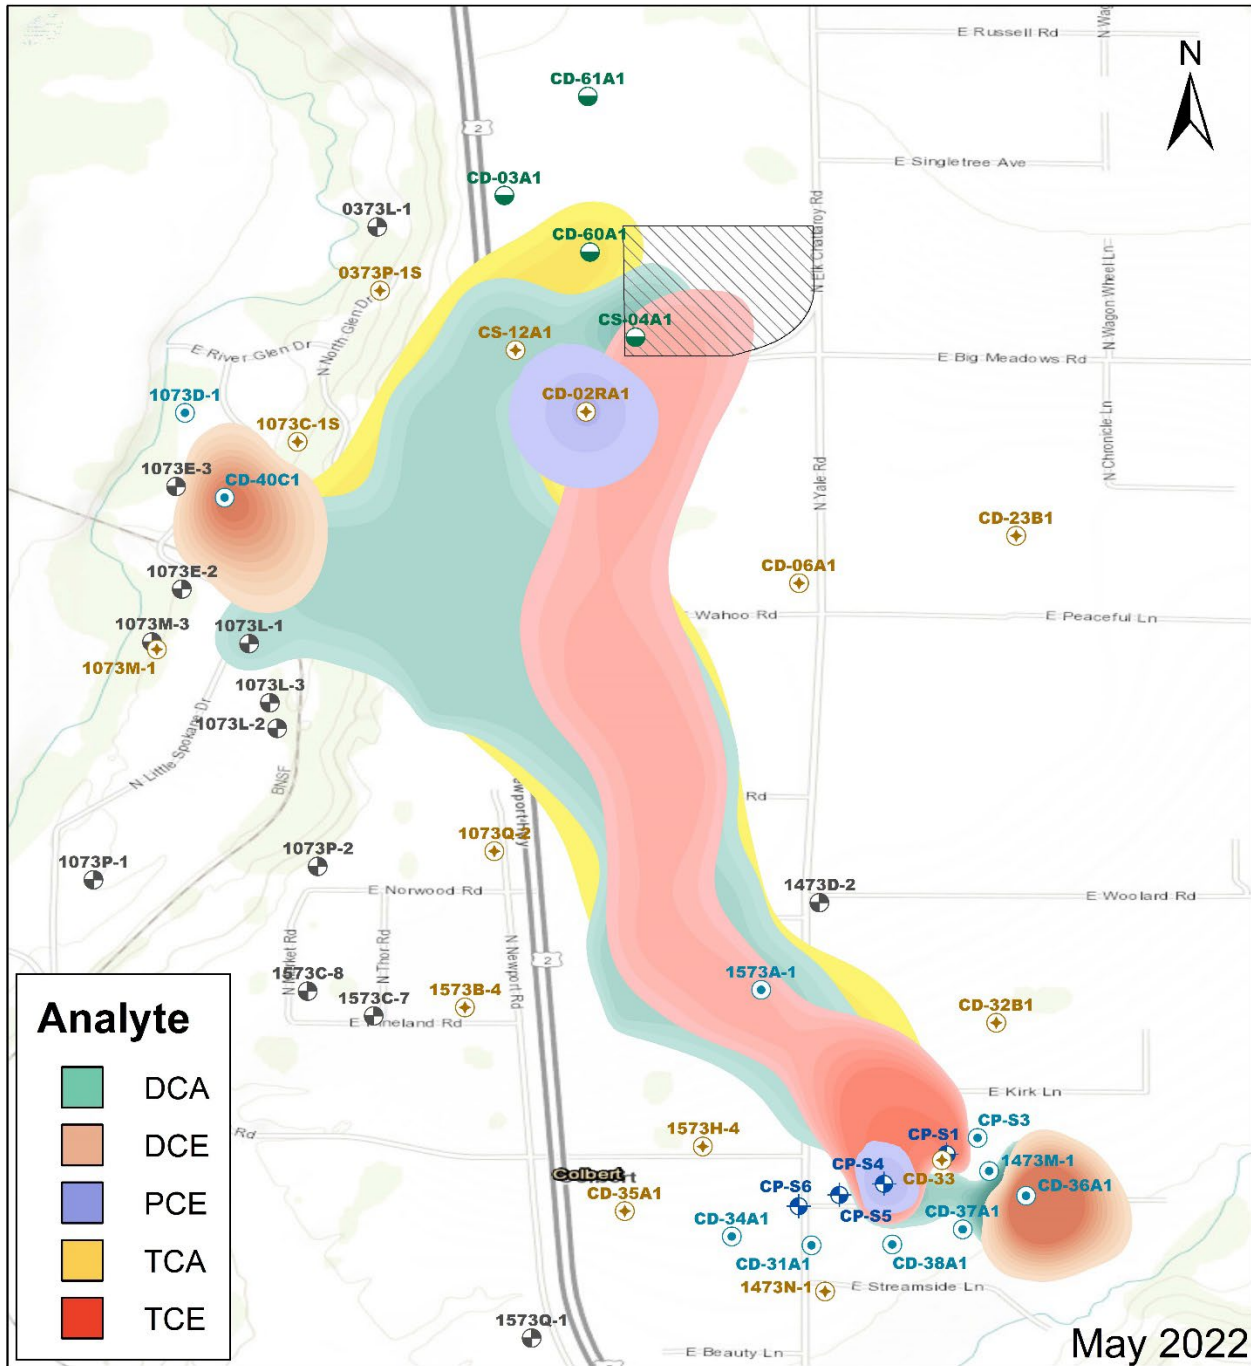 E Russell Rd
N Wag
N
CD-61A1
2
E Singletree Ave
CD-03A1
0373L-1
N Elk Chattaroy Rd
CD-60A1
0373P-1S
N Wagon Wheel Ln
N North Glen Dr
CS-04A1
CS-12A1
E River Glen Dr
E Big Meadows Rd
1073D-1
CD-02RA1
1073C-1S
N Chronicle Ln
1073E-3
CD-40C1
N Yale Rd
CD-23B1
1073E-2
CD-06A1
E Wahoo Rd
E Peaceful Ln
1073M-3
1073L-1
1073M-1
1073L-3
1073L-2
N Little Spokane Dr
BNSF
Rd
ewport Hwy
1073Q-2
1073P-1
1073P-2
E Norwood Rd
1473D-2
E Woolard Rd
N Market Rd
N Thor Rd
N Newport Rd
2
1573C-8
1573A-1
1573C-7
1573B-4
CD-32B1
E Pineland Rd
Analyte
DCA
DCE
PCE
TCA
TCE
E Kirk Ln
Rd
1573H-4
CP-S3
CP-S1
Colbert
CP-S4
CD-33
1473M-1
CD-35A1
CP-S6
CP-S5
CD-36A1
CD-34A1
CD-37A1
CD-31A1
CD-38A1
1473N-1
E Streamside Ln
1573Q-1
E Beauty Ln
May 2022